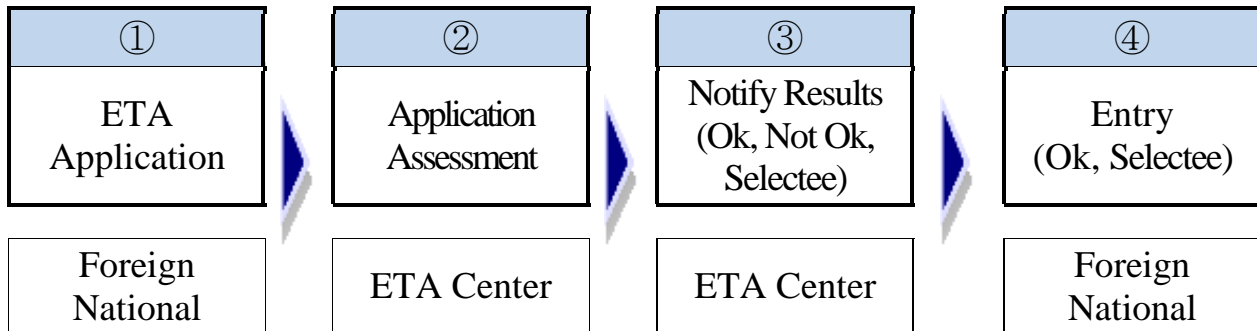 ①
ETA
Application
Foreign
National
②
Application
Assessment
ETA Center
③
Notify Results
(Ok, Not Ok,
Selectee)
ETA Center
④
Entry
(Ok, Selectee)
Foreign
National